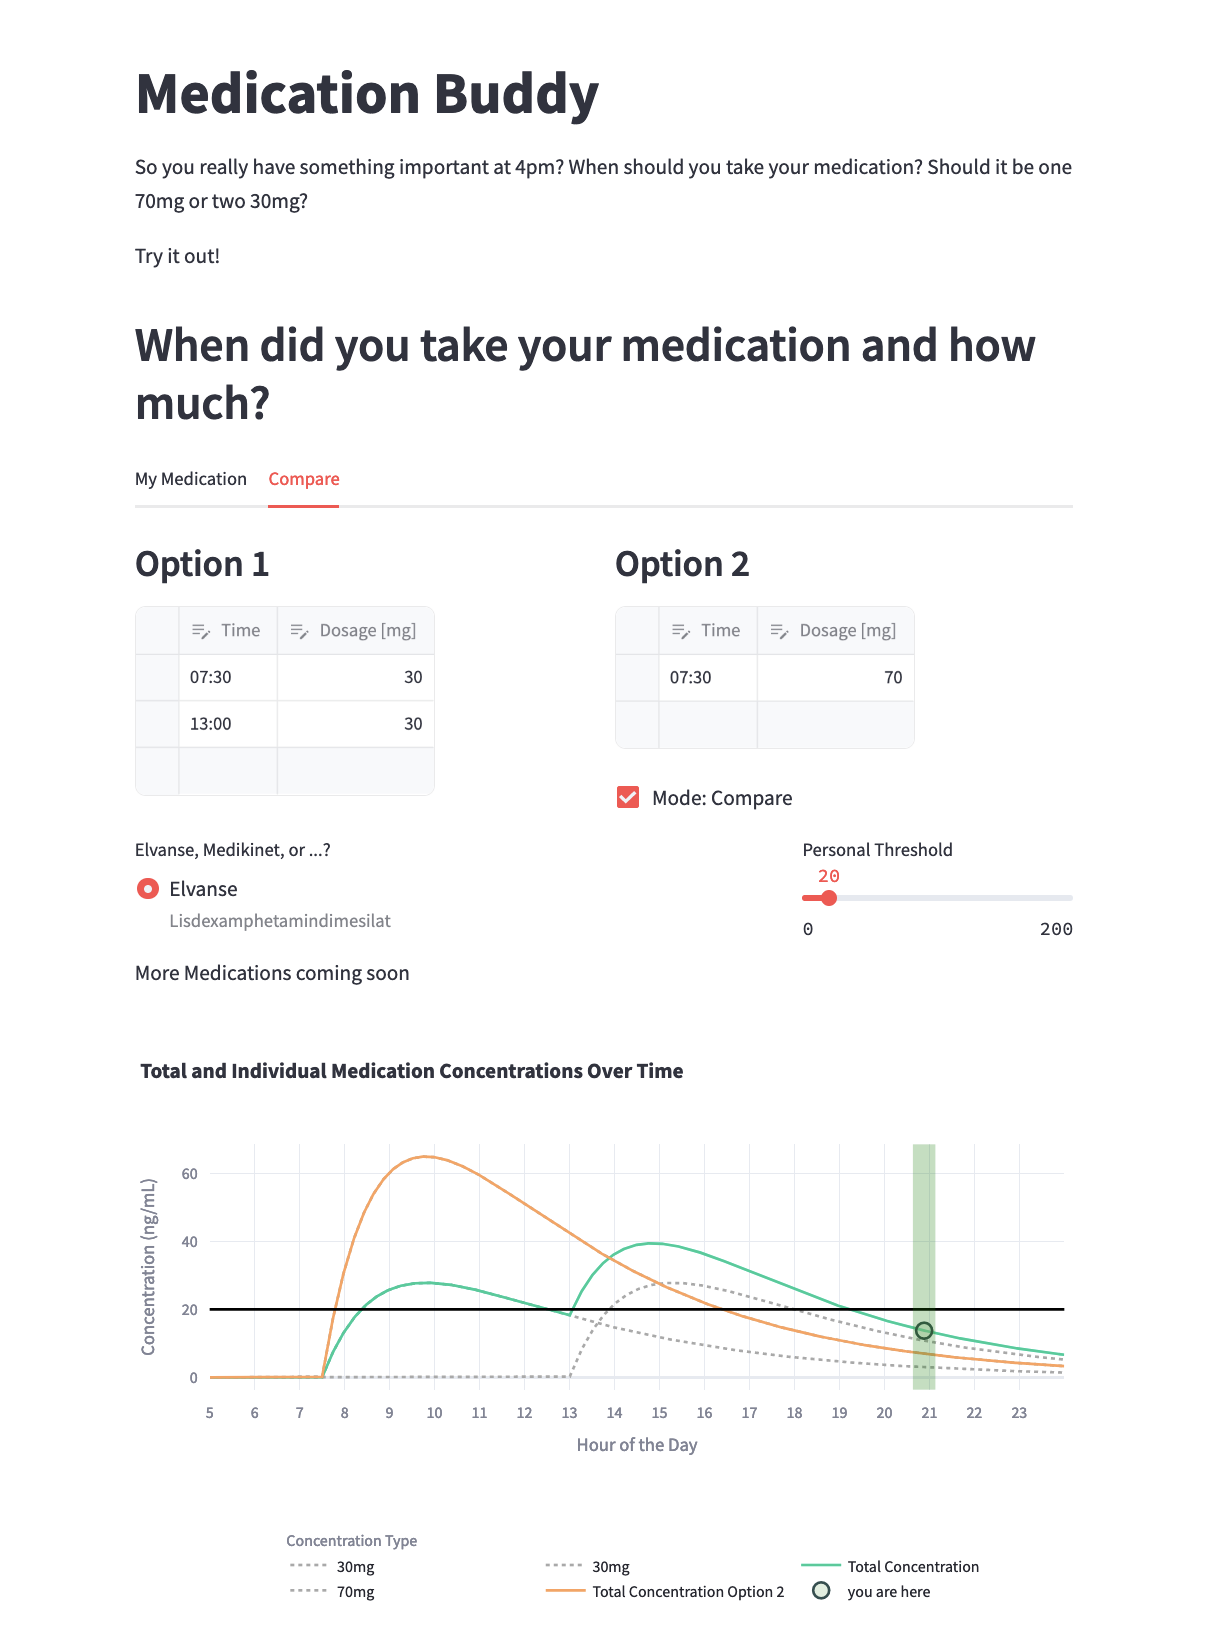 Medication Buddy
So you really have something important at 4pm? When should you take your medication? Should it be one
70mg or two 30mg?
Try it out!
When did you take your medication and how
much?
My Medication Compare
Option 1
Time Dosage [mg]
07:30 30
13:00 30
Option 2
Time Dosage [mg]
07:30 70
Mode: Compare
Elvanse, Medikinet, or ...?
Elvanse
Lisdexamphetamindimesilat
More Medications coming soon
Personal Threshold
20
0 200
Total and Individual Medication Concentrations Over Time
Concentration (ng/mL)
60
40
20
0
5 6 7 8 9 10 11 12 13 14 15 16 17 18 19 20 21 22 23
Hour of the Day
Concentration Type
30mg 30mg Total Concentration
70mg Total Concentration Option 2 you are here